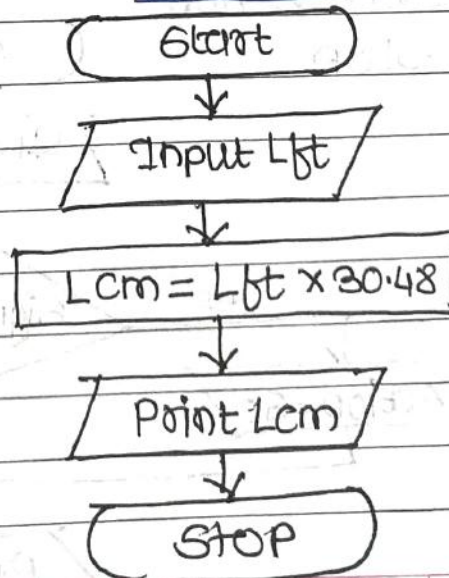 Start
Input Lft
Lcm = Lft × 30.48
Print Lcm
STOP